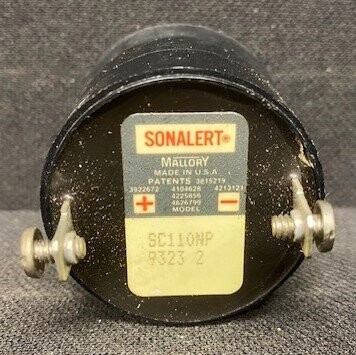 SONALERT®
MALLORY
MADE IN U.S.A
PATENTS 3815219
3922672 4104628 4213121
4225856
4626799
+ MODEL −
SC110NP
9323 2